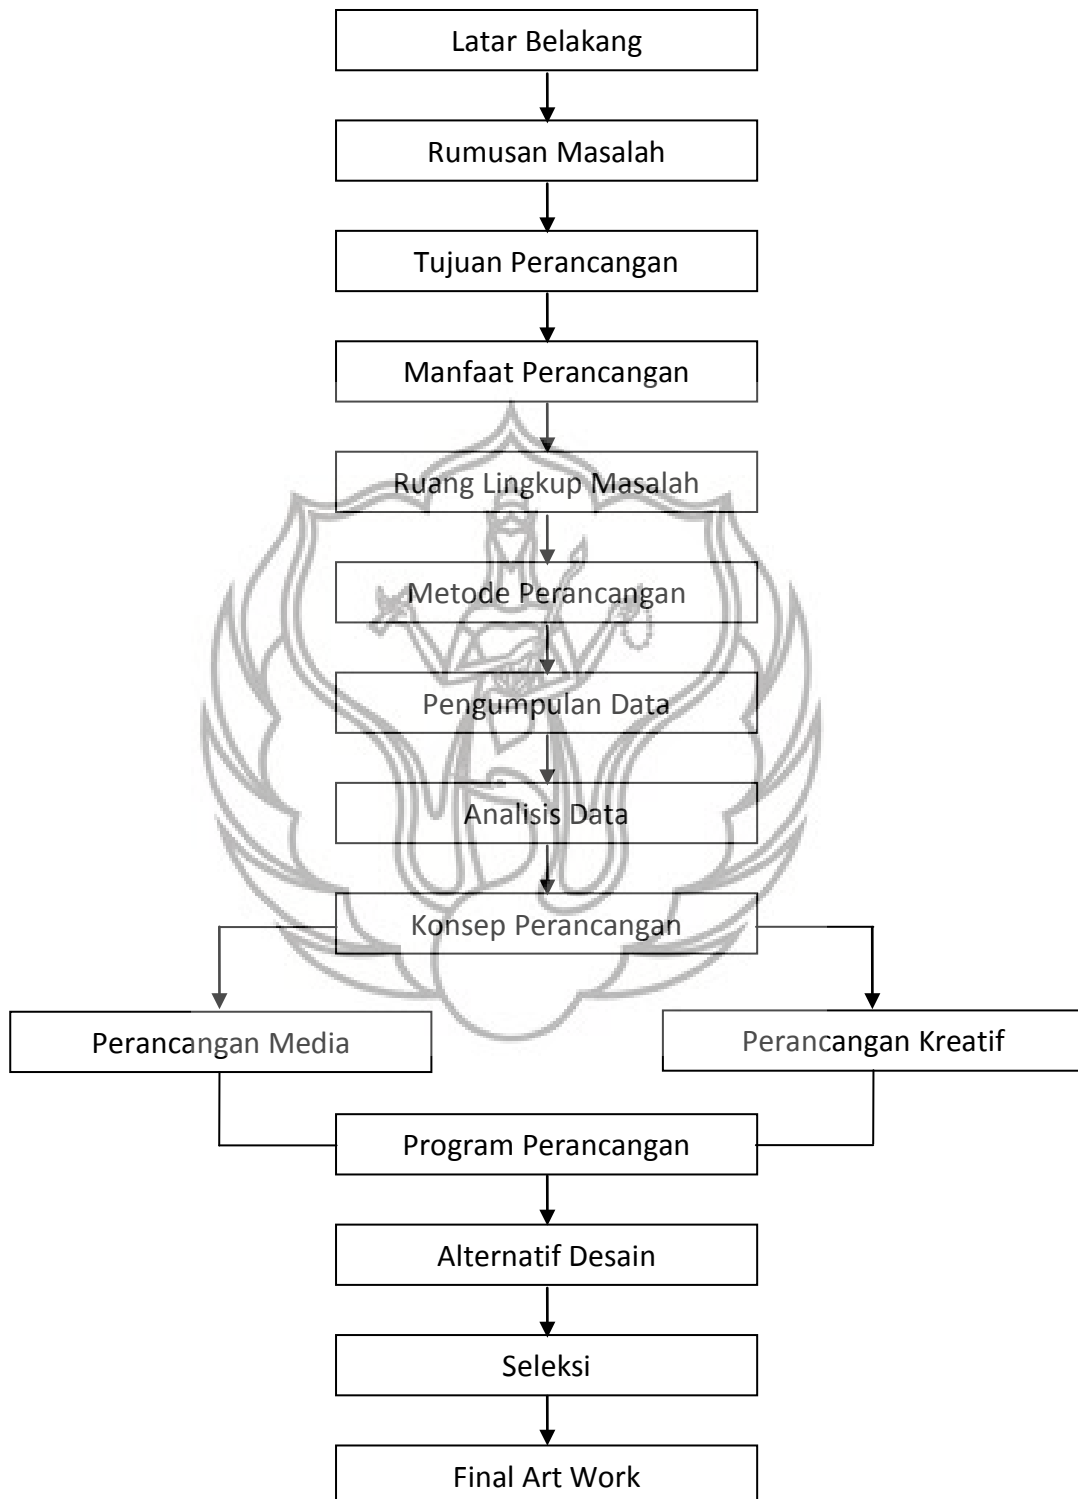 Latar Belakang
Rumusan Masalah
Tujuan Perancangan
Manfaat Perancangan
Ruang Lingkup Masalah
Metode Perancangan
Pengumpulan Data
Analisis Data
Konsep Perancangan
Perancangan Media
Perancangan Kreatif
Program Perancangan
Alternatif Desain
Seleksi
Final Art Work